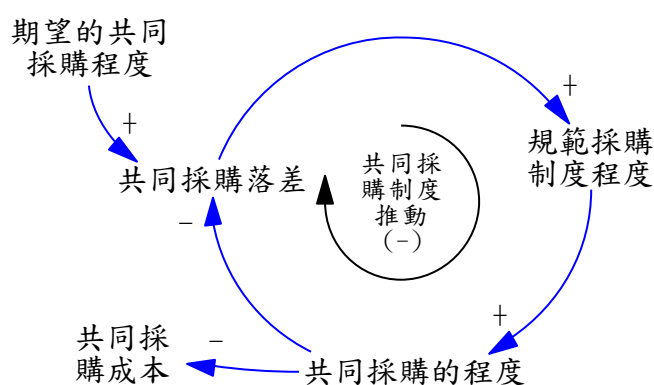 期望的共同
採購程度
+
+
共同採購落差
共同採
購制度
推動
(-)
規範採購
制度程度
-
+
共同採
購成本
-
共同採購的程度